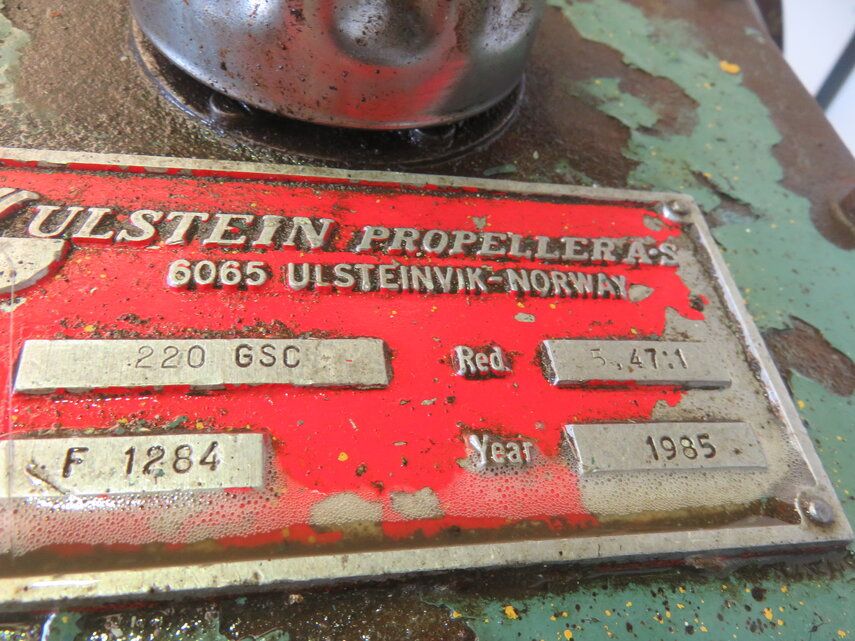 ULSTEIN PROPELLER A·S
6065 ULSTEINVIK-NORWAY
220 GSC Red. 5.47:1
F 1284 Year 1985